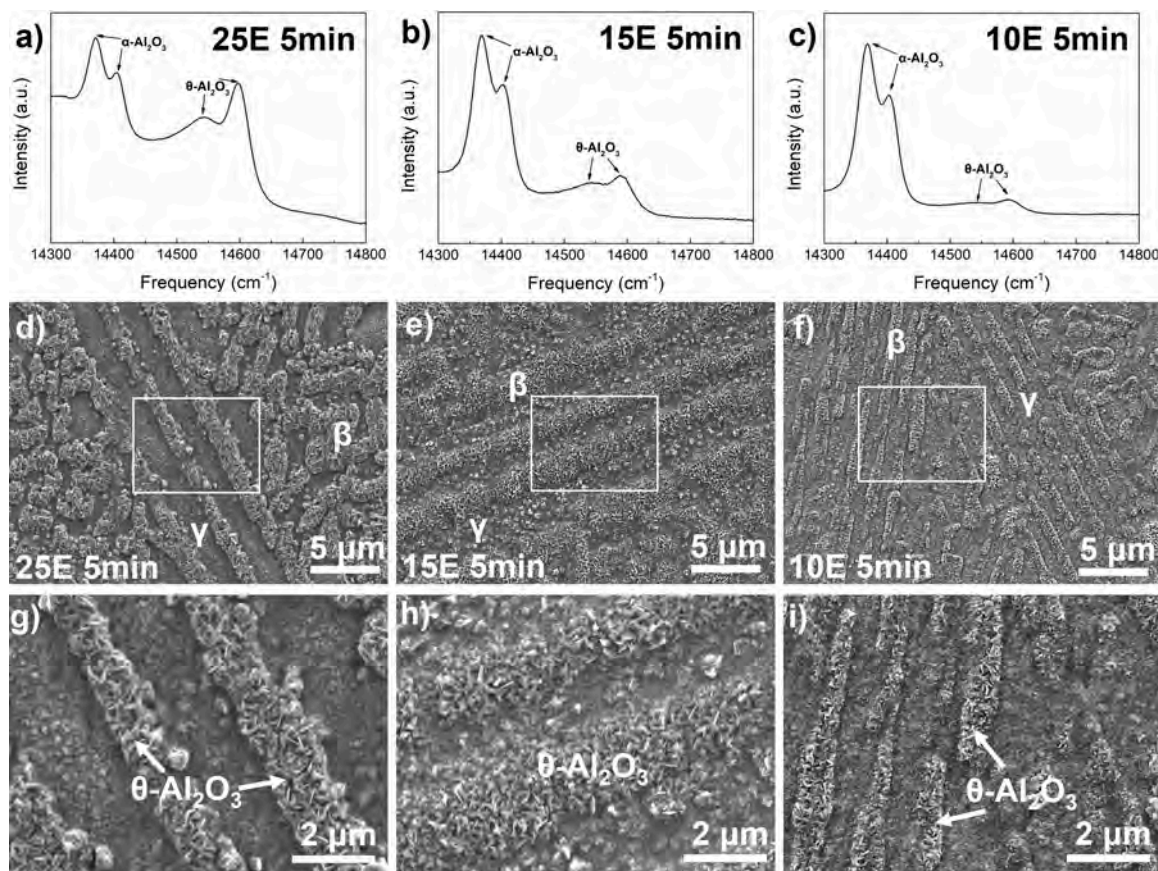 a)
25E 5min
α-Al₂O₃
θ-Al₂O₃
Intensity (a.u.)
14300 14400 14500 14600 14700 14800
Frequency (cm⁻¹)
b)
15E 5min
α-Al₂O₃
θ-Al₂O₃
Intensity (a.u.)
14300 14400 14500 14600 14700 14800
Frequency (cm⁻¹)
c)
10E 5min
α-Al₂O₃
θ-Al₂O₃
Intensity (a.u.)
14300 14400 14500 14600 14700 14800
Frequency (cm⁻¹)
d)
β
γ
25E 5min
5 μm
e)
β
γ
15E 5min
5 μm
f)
β
γ
10E 5min
5 μm
g)
θ-Al₂O₃
2 μm
h)
θ-Al₂O₃
2 μm
i)
θ-Al₂O₃
2 μm